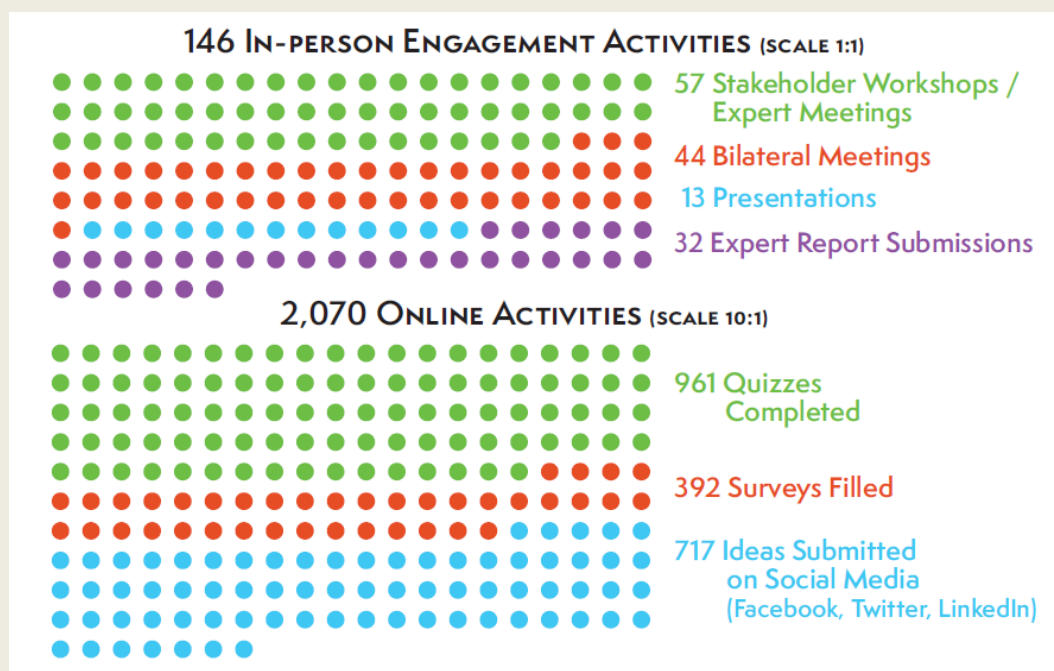 146 In-person Engagement Activities (scale 1:1)
57 Stakeholder Workshops /
Expert Meetings
44 Bilateral Meetings
13 Presentations
32 Expert Report Submissions
2,070 Online Activities (scale 10:1)
961 Quizzes
Completed
392 Surveys Filled
717 Ideas Submitted
on Social Media
(Facebook, Twitter, LinkedIn)